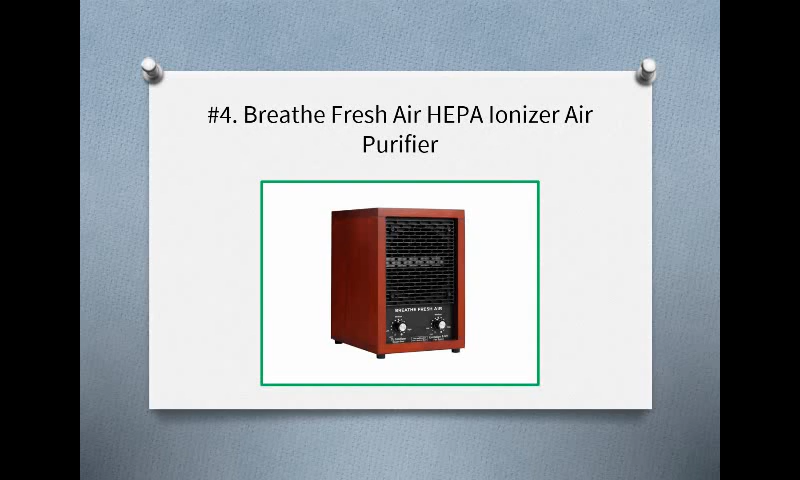 #4. Breathe Fresh Air HEPA Ionizer Air
Purifier
BREATHE FRESH AIR